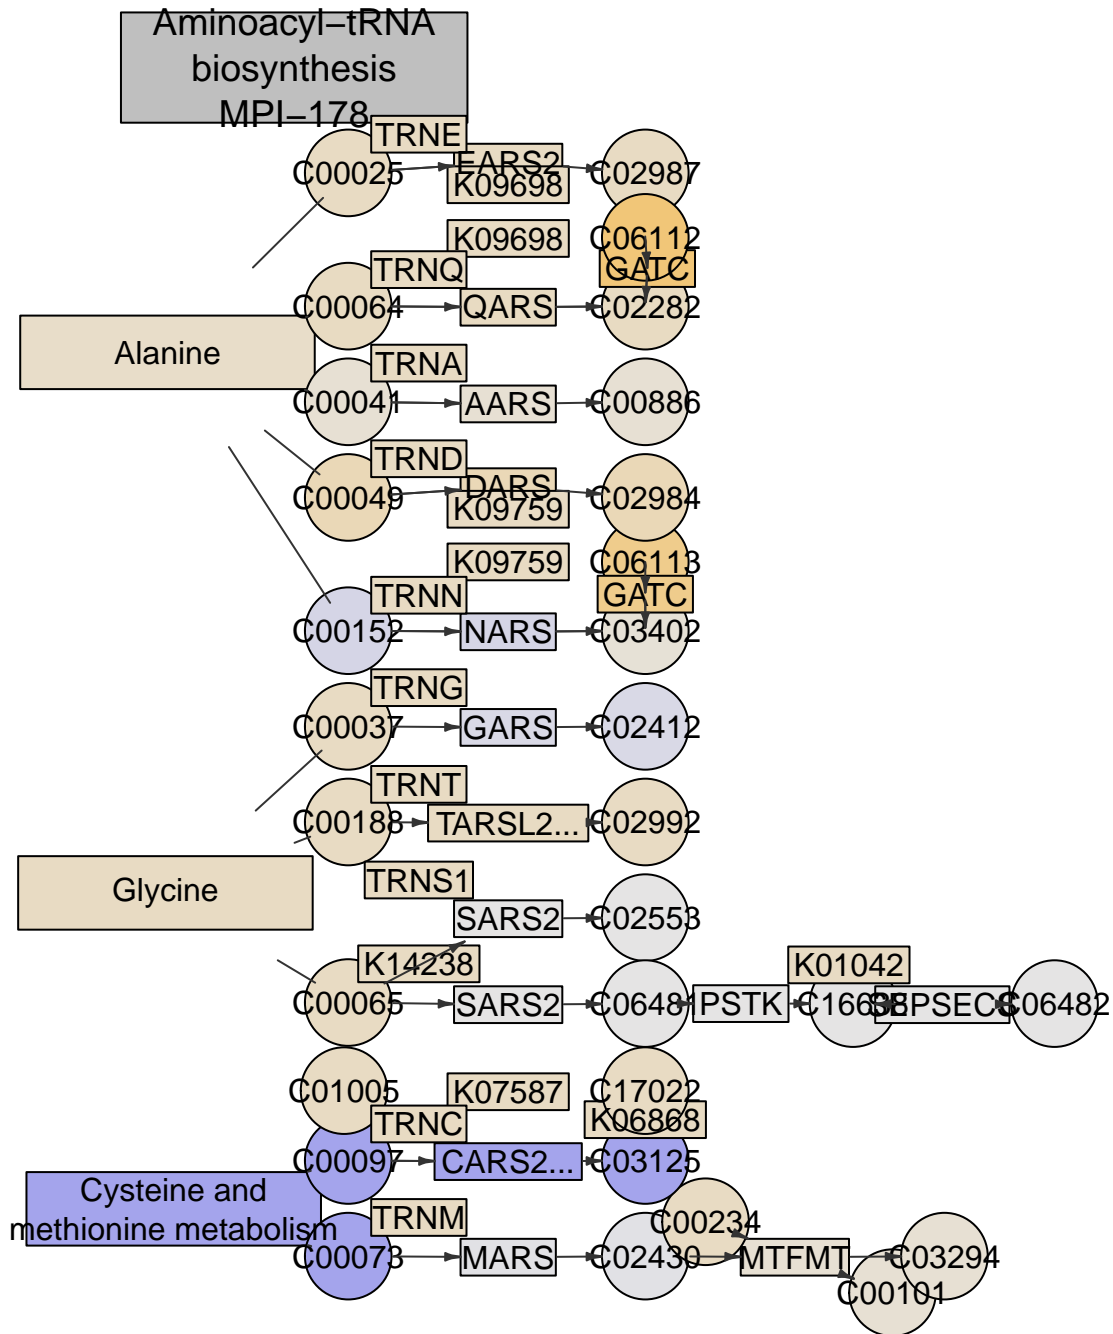 Aminoacyl−tRNA
biosynthesis
MPI−178
TRNE
C00025
EARS2
K09698
C02987
K09698
C06112
TRNQ
GATC
C00064
QARS
C02282
Alanine
TRNA
C00041
AARS
C00886
TRND
C00049
DARS
K09759
C02984
K09759
C06113
TRNN
GATC
C00152
NARS
C03402
TRNG
C00037
GARS
C02412
TRNT
C00188
TARSL2...
C02992
Glycine
TRNS1
SARS2
C02553
K14238
K01042
C00065
SARS2
C06481
PSTK
SEPSECS
C06482
C01005
K07587
C17022
TRNC
K06868
C00097
CARS2...
C03125
Cysteine and
methionine metabolism
TRNM
C00234
C00073
MARS
C02430
MTFMT
C03294
C00101